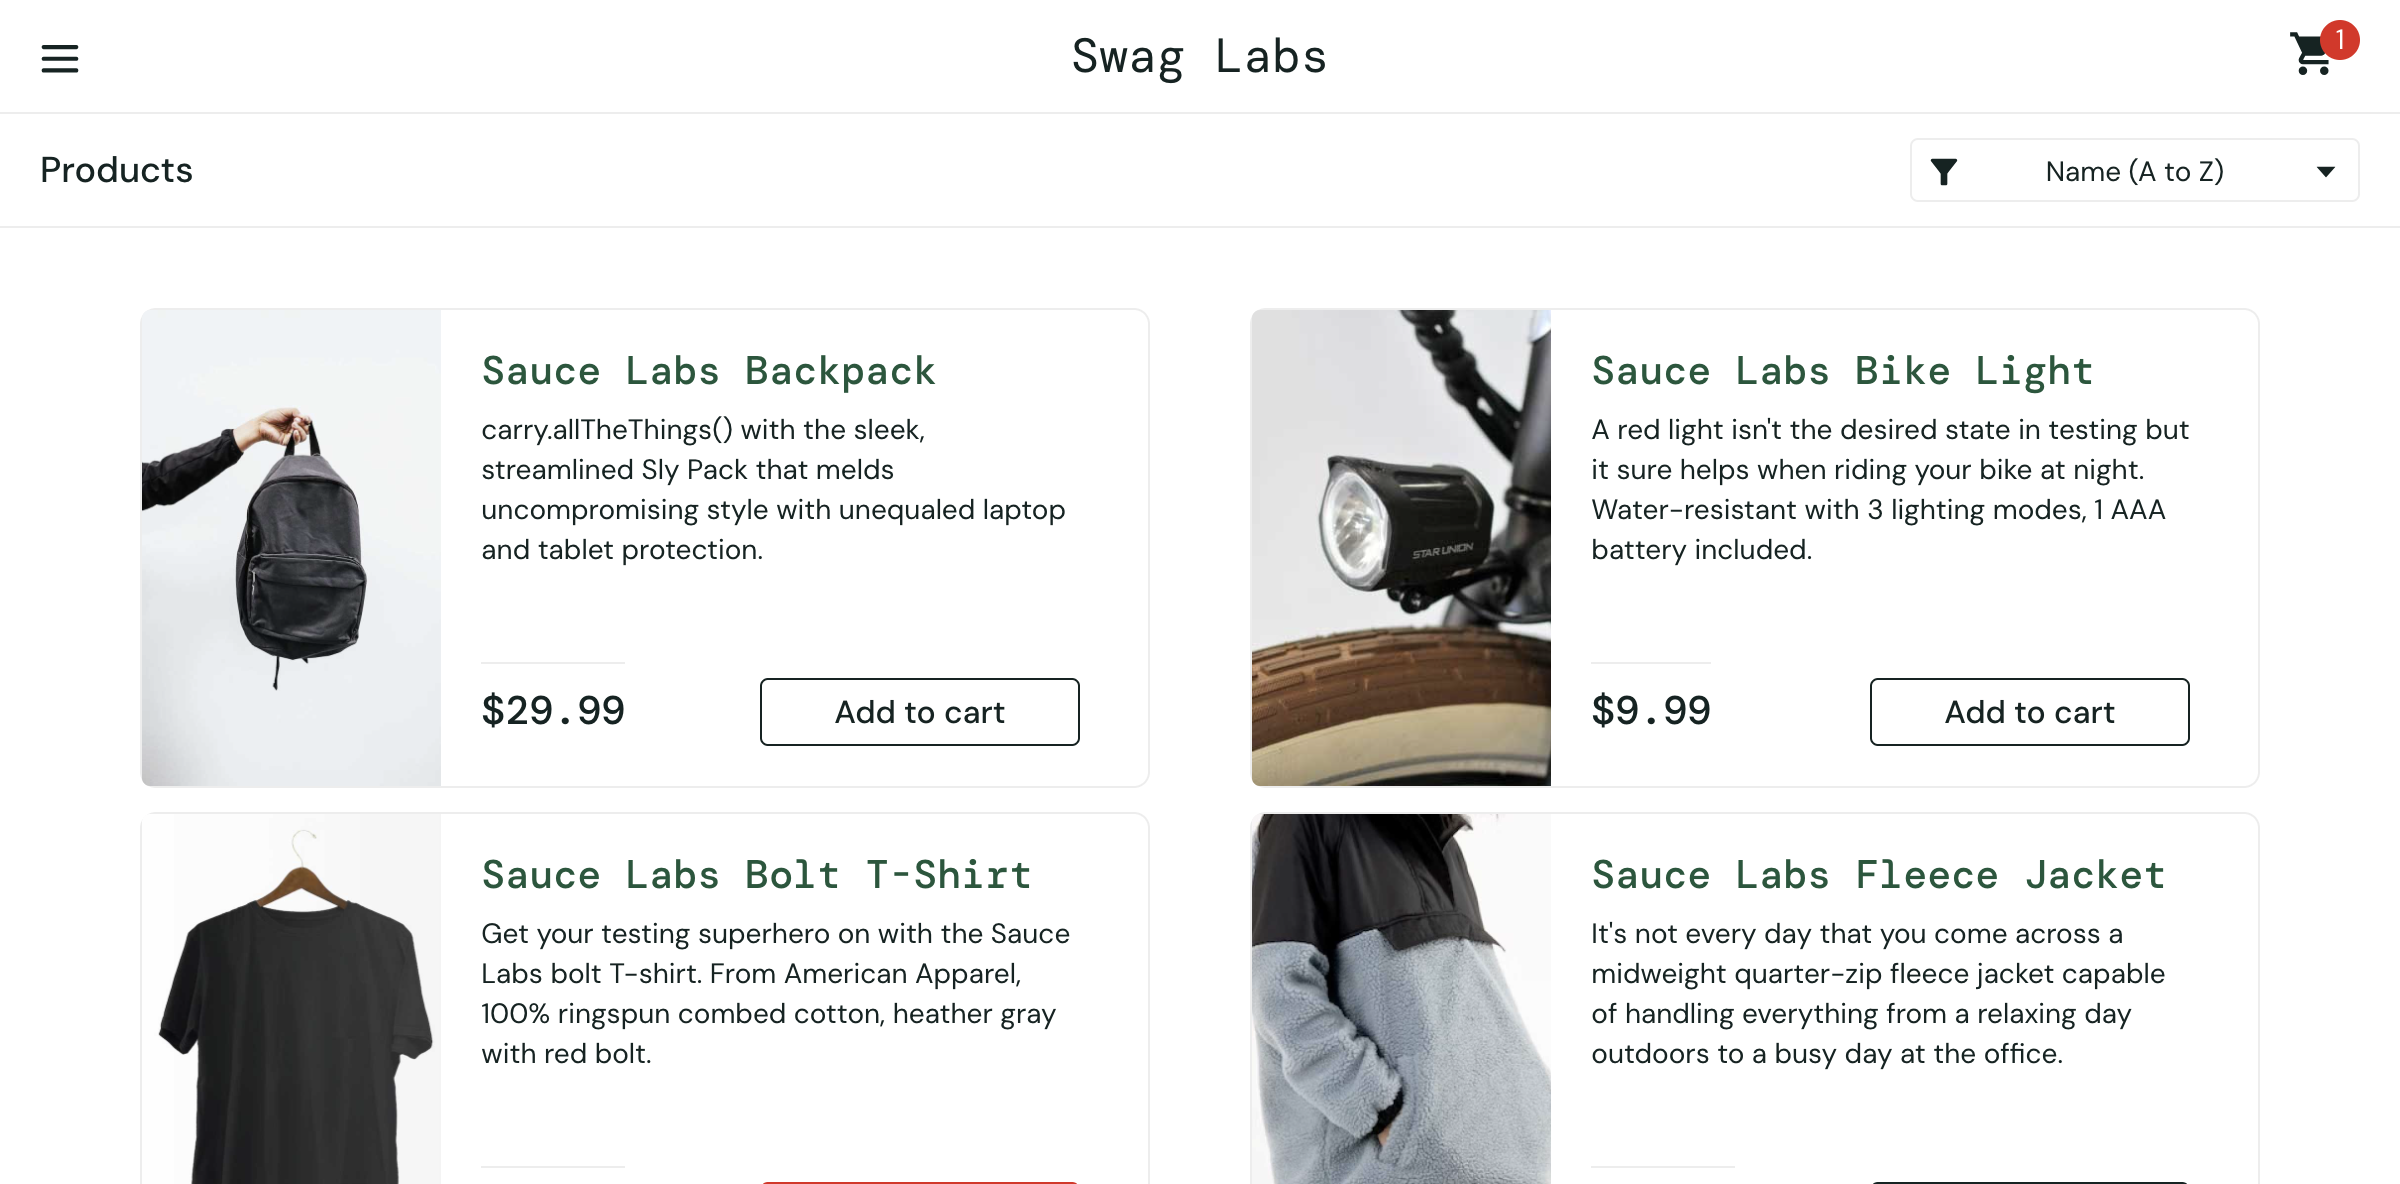 Swag Labs
1
Products
Name (A to Z)
Sauce Labs Backpack
carry.allTheThings() with the sleek,
streamlined Sly Pack that melds
uncompromising style with unequaled laptop
and tablet protection.
$29.99
Add to cart
STAR UNION
Sauce Labs Bike Light
A red light isn't the desired state in testing but
it sure helps when riding your bike at night.
Water-resistant with 3 lighting modes, 1 AAA
battery included.
$9.99
Add to cart
Sauce Labs Bolt T-Shirt
Get your testing superhero on with the Sauce
Labs bolt T-shirt. From American Apparel,
100% ringspun combed cotton, heather gray
with red bolt.
Sauce Labs Fleece Jacket
It's not every day that you come across a
midweight quarter-zip fleece jacket capable
of handling everything from a relaxing day
outdoors to a busy day at the office.